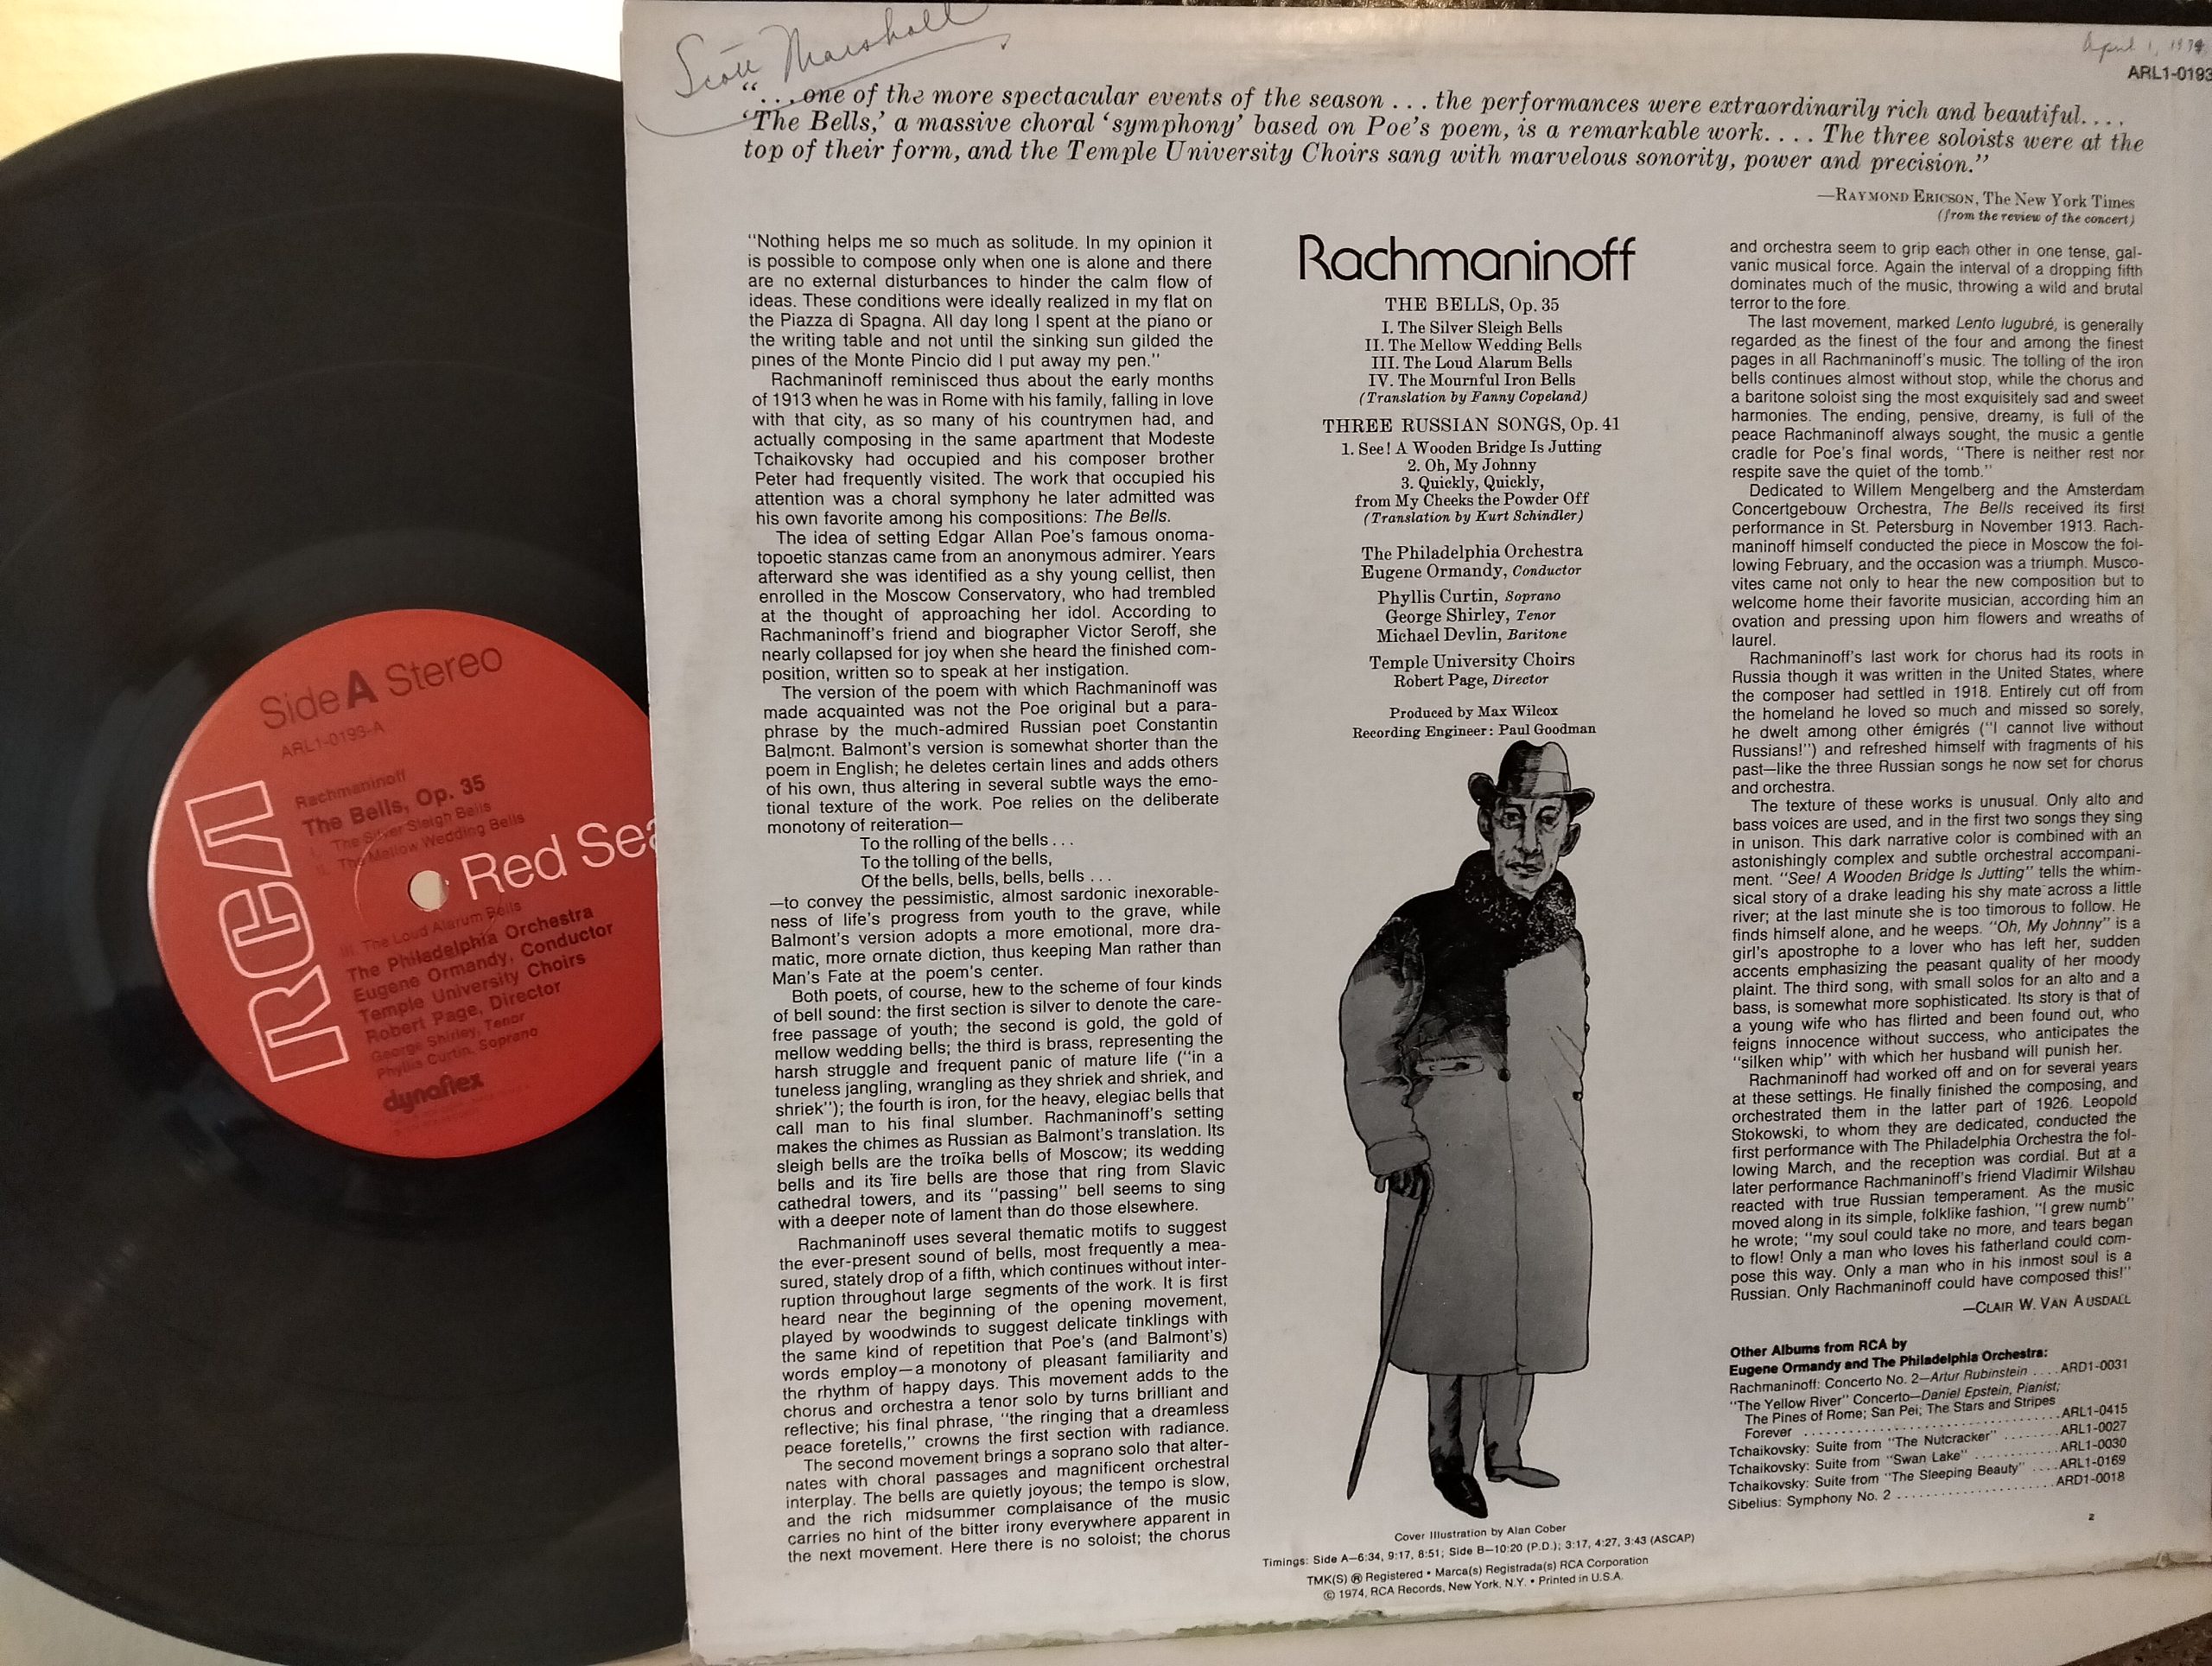 Scott Marshall
April 1, 1974
ARL1-0193
“...one of the more spectacular events of the season . . . the performances were extraordinarily rich and beautiful....
‘The Bells,’ a massive choral ‘symphony’ based on Poe’s poem, is a remarkable work.... The three soloists were at the
top of their form, and the Temple University Choirs sang with marvelous sonority, power and precision.”
—RAYMOND ERICSON, The New York Times
(from the review of the concert)
“Nothing helps me so much as solitude. In my opinion it
is possible to compose only when one is alone and there
are no external disturbances to hinder the calm flow of
ideas. These conditions were ideally realized in my flat on
the Piazza di Spagna. All day long I spent at the piano or
the writing table and not until the sinking sun gilded the
pines of the Monte Pincio did I put away my pen.”
Rachmaninoff reminisced thus about the early months
of 1913 when he was in Rome with his family, falling in love
with that city, as so many of his countrymen had, and
actually composing in the same apartment that Modeste
Tchaikovsky had occupied and his composer brother
Peter had frequently visited. The work that occupied his
attention was a choral symphony he later admitted was
his own favorite among his compositions: The Bells.
The idea of setting Edgar Allan Poe’s famous onoma-
topoetic stanzas came from an anonymous admirer. Years
afterward she was identified as a shy young cellist, then
enrolled in the Moscow Conservatory, who had trembled
at the thought of approaching her idol. According to
Rachmaninoff’s friend and biographer Victor Seroff, she
nearly collapsed for joy when she heard the finished com-
position, written so to speak at her instigation.
The version of the poem with which Rachmaninoff was
made acquainted was not the Poe original but a para-
phrase by the much-admired Russian poet Constantin
Balmont. Balmont’s version is somewhat shorter than the
poem in English; he deletes certain lines and adds others
of his own, thus altering in several subtle ways the emo-
tional texture of the work. Poe relies on the deliberate
monotony of reiteration—
To the rolling of the bells . . .
To the tolling of the bells,
Of the bells, bells, bells, bells . . .
—to convey the pessimistic, almost sardonic inexorable-
ness of life’s progress from youth to the grave, while
Balmont’s version adopts a more emotional, more dra-
matic, more ornate diction, thus keeping Man rather than
Man’s Fate at the poem’s center.
Both poets, of course, hew to the scheme of four kinds
of bell sound: the first section is silver to denote the care-
free passage of youth; the second is gold, the gold of
mellow wedding bells; the third is brass, representing the
harsh struggle and frequent panic of mature life (“in a
tuneless jangling, wrangling as they shriek and shriek, and
shriek”); the fourth is iron, for the heavy, elegiac bells that
call man to his final slumber. Rachmaninoff’s setting
makes the chimes as Russian as Balmont’s translation. Its
sleigh bells are the troïka bells of Moscow; its wedding
bells and its fire bells are those that ring from Slavic
cathedral towers, and its “passing” bell seems to sing
with a deeper note of lament than do those elsewhere.
Rachmaninoff uses several thematic motifs to suggest
the ever-present sound of bells, most frequently a mea-
sured, stately drop of a fifth, which continues without inter-
ruption throughout large segments of the work. It is first
heard near the beginning of the opening movement,
played by woodwinds to suggest delicate tinklings with
the same kind of repetition that Poe’s (and Balmont’s)
words employ—a monotony of pleasant familiarity and
the rhythm of happy days. This movement adds to the
chorus and orchestra a tenor solo by turns brilliant and
reflective; his final phrase, “the ringing that a dreamless
peace foretells,” crowns the first section with radiance.
The second movement brings a soprano solo that alter-
nates with choral passages and magnificent orchestral
interplay. The bells are quietly joyous; the tempo is slow,
and the rich midsummer complaisance of the music
carries no hint of the bitter irony everywhere apparent in
the next movement. Here there is no soloist; the chorus
Rachmaninoff
THE BELLS, Op. 35
I. The Silver Sleigh Bells
II. The Mellow Wedding Bells
III. The Loud Alarum Bells
IV. The Mournful Iron Bells
(Translation by Fanny Copeland)
THREE RUSSIAN SONGS, Op. 41
1. See! A Wooden Bridge Is Jutting
2. Oh, My Johnny
3. Quickly, Quickly,
from My Cheeks the Powder Off
(Translation by Kurt Schindler)
The Philadelphia Orchestra
Eugene Ormandy, Conductor
Phyllis Curtin, Soprano
George Shirley, Tenor
Michael Devlin, Baritone
Temple University Choirs
Robert Page, Director
Produced by Max Wilcox
Recording Engineer: Paul Goodman
Cover Illustration by Alan Cober
Timings: Side A—6:34, 9:17, 8:51; Side B—10:20 (P.D.); 3:17, 4:27, 3:43 (ASCAP)
TMK(S) ® Registered • Marca(s) Registrada(s) RCA Corporation
© 1974, RCA Records, New York, N.Y. • Printed in U.S.A.
and orchestra seem to grip each other in one tense, gal-
vanic musical force. Again the interval of a dropping fifth
dominates much of the music, throwing a wild and brutal
terror to the fore.
The last movement, marked Lento lugubré, is generally
regarded as the finest of the four and among the finest
pages in all Rachmaninoff’s music. The tolling of the iron
bells continues almost without stop, while the chorus and
a baritone soloist sing the most exquisitely sad and sweet
harmonies. The ending, pensive, dreamy, is full of the
peace Rachmaninoff always sought, the music a gentle
cradle for Poe’s final words, “There is neither rest nor
respite save the quiet of the tomb.”
Dedicated to Willem Mengelberg and the Amsterdam
Concertgebouw Orchestra, The Bells received its first
performance in St. Petersburg in November 1913. Rach-
maninoff himself conducted the piece in Moscow the fol-
lowing February, and the occasion was a triumph. Musco-
vites came not only to hear the new composition but to
welcome home their favorite musician, according him an
ovation and pressing upon him flowers and wreaths of
laurel.
Rachmaninoff’s last work for chorus had its roots in
Russia though it was written in the United States, where
the composer had settled in 1918. Entirely cut off from
the homeland he loved so much and missed so sorely,
he dwelt among other émigrés (“I cannot live without
Russians!”) and refreshed himself with fragments of his
past—like the three Russian songs he now set for chorus
and orchestra.
The texture of these works is unusual. Only alto and
bass voices are used, and in the first two songs they sing
in unison. This dark narrative color is combined with an
astonishingly complex and subtle orchestral accompani-
ment. “See! A Wooden Bridge Is Jutting” tells the whim-
sical story of a drake leading his shy mate across a little
river; at the last minute she is too timorous to follow. He
finds himself alone, and he weeps. “Oh, My Johnny” is a
girl’s apostrophe to a lover who has left her, sudden
accents emphasizing the peasant quality of her moody
plaint. The third song, with small solos for an alto and a
bass, is somewhat more sophisticated. Its story is that of
a young wife who has flirted and been found out, who
feigns innocence without success, who anticipates the
“silken whip” with which her husband will punish her.
Rachmaninoff had worked off and on for several years
at these settings. He finally finished the composing, and
orchestrated them in the latter part of 1926. Leopold
Stokowski, to whom they are dedicated, conducted the
first performance with The Philadelphia Orchestra the fol-
lowing March, and the reception was cordial. But at a
later performance Rachmaninoff’s friend Vladimir Wilshau
reacted with true Russian temperament. As the music
moved along in its simple, folklike fashion, “I grew numb”
he wrote; “my soul could take no more, and tears began
to flow! Only a man who loves his fatherland could com-
pose this way. Only a man who in his inmost soul is a
Russian. Only Rachmaninoff could have composed this!”
—CLAIR W. VAN AUSDALL
Other Albums from RCA by
Eugene Ormandy and The Philadelphia Orchestra:
Rachmaninoff: Concerto No. 2—Artur Rubinstein ....ARD1-0031
“The Yellow River” Concerto—Daniel Epstein, Pianist;
The Pines of Rome; San Pei; The Stars and Stripes
Forever ........ARL1-0415
Tchaikovsky: Suite from “The Nutcracker” ........ARL1-0027
Tchaikovsky: Suite from “Swan Lake” ........ARL1-0030
Tchaikovsky: Suite from “The Sleeping Beauty” ....ARL1-0169
Sibelius: Symphony No. 2 ........ARD1-0018
2
Side A Stereo
ARL1-0193-A
Rachmaninoff
The Bells, Op. 35
I. The Silver Sleigh Bells
II. The Mellow Wedding Bells
RCA Red Sea
III. The Loud Alarum Bells
The Philadelphia Orchestra
Eugene Ormandy, Conductor
Temple University Choirs
Robert Page, Director
George Shirley, Tenor
Phyllis Curtin, Soprano
dynaflex